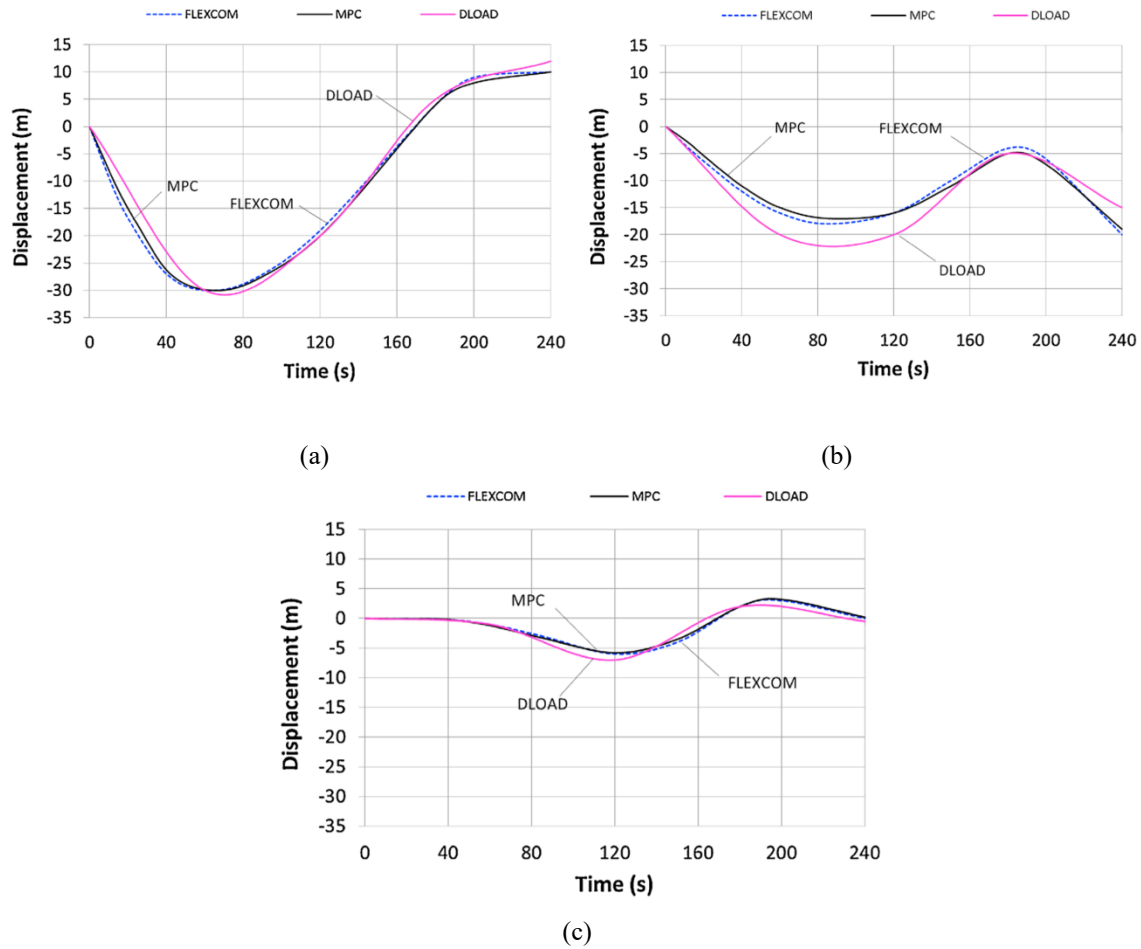 FLEXCOM MPC DLOAD
15
10
5
0
-5
-10
-15
-20
-25
-30
-35
Displacement (m)
DLOAD
MPC
FLEXCOM
0 40 80 120 160 200 240
Time (s)
(a)
FLEXCOM MPC DLOAD
15
10
5
0
-5
-10
-15
-20
-25
-30
-35
Displacement (m)
MPC
FLEXCOM
DLOAD
0 40 80 120 160 200 240
Time (s)
(b)
FLEXCOM MPC DLOAD
15
10
5
0
-5
-10
-15
-20
-25
-30
-35
Displacement (m)
MPC
FLEXCOM
DLOAD
0 40 80 120 160 200 240
Time (s)
(c)